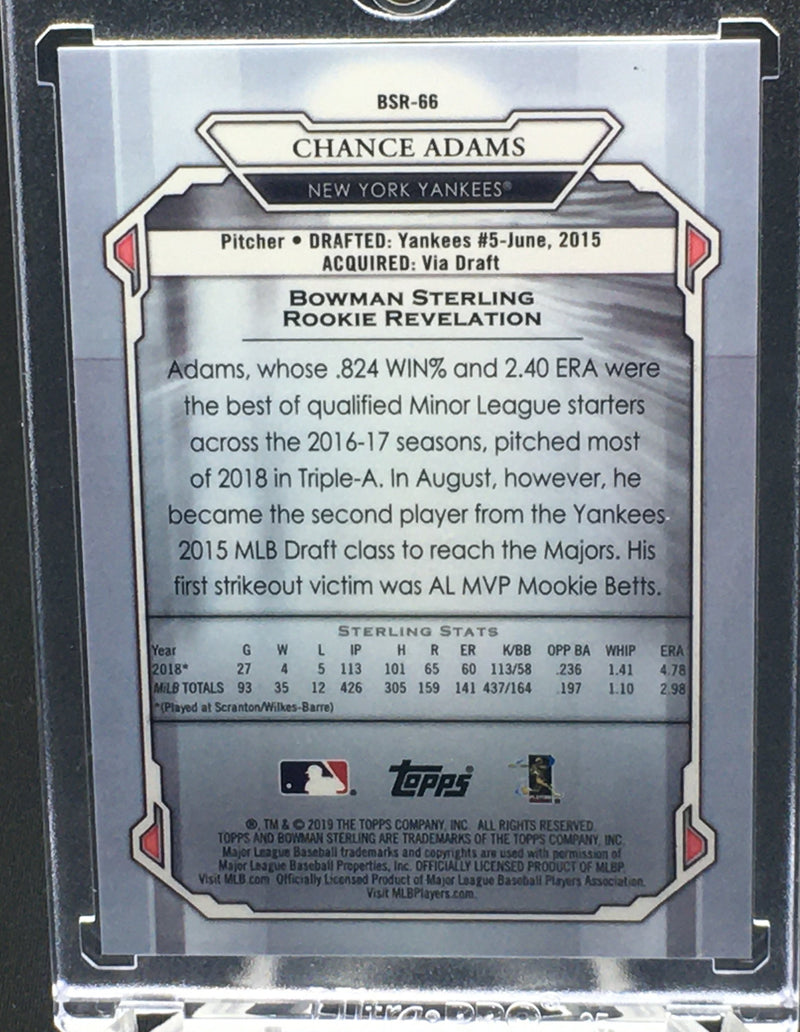 BSR-66
CHANCE ADAMS
NEW YORK YANKEES®
Pitcher • DRAFTED: Yankees #5-June, 2015
ACQUIRED: Via Draft
BOWMAN STERLING
ROOKIE REVELATION
Adams, whose .824 WIN% and 2.40 ERA were
the best of qualified Minor League starters
across the 2016-17 seasons, pitched most
of 2018 in Triple-A. In August, however, he
became the second player from the Yankees
2015 MLB Draft class to reach the Majors. His
first strikeout victim was AL MVP Mookie Betts.
STERLING STATS
Year G W L IP H R ER K/BB OPP BA WHIP ERA
2018* 27 4 5 113 101 65 60 113/58 .236 1.41 4.78
MiLB TOTALS 93 35 12 426 305 159 141 437/164 .197 1.10 2.98
*(Played at Scranton/Wilkes-Barre)
Topps®
®, TM & © 2019 THE TOPPS COMPANY, INC. ALL RIGHTS RESERVED.
TOPPS AND BOWMAN STERLING ARE TRADEMARKS OF THE TOPPS COMPANY, INC.
Major League Baseball trademarks and copyrights are used with permission of
Major League Baseball Properties, Inc. OFFICIALLY LICENSED PRODUCT OF MLBP.
Visit MLB.com Officially Licensed Product of Major League Baseball Players Association.
Visit MLBPlayers.com.
Ultra·PRO